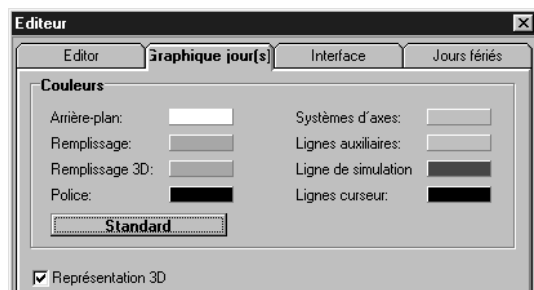 Editeur
Editor
Graphique jour(s)
Interface
Jours fériés
Couleurs
Arrière-plan:
Systèmes d´axes:
Remplissage:
Lignes auxiliaires:
Remplissage 3D:
Ligne de simulation
Police:
Lignes curseur:
Standard
Représentation 3D